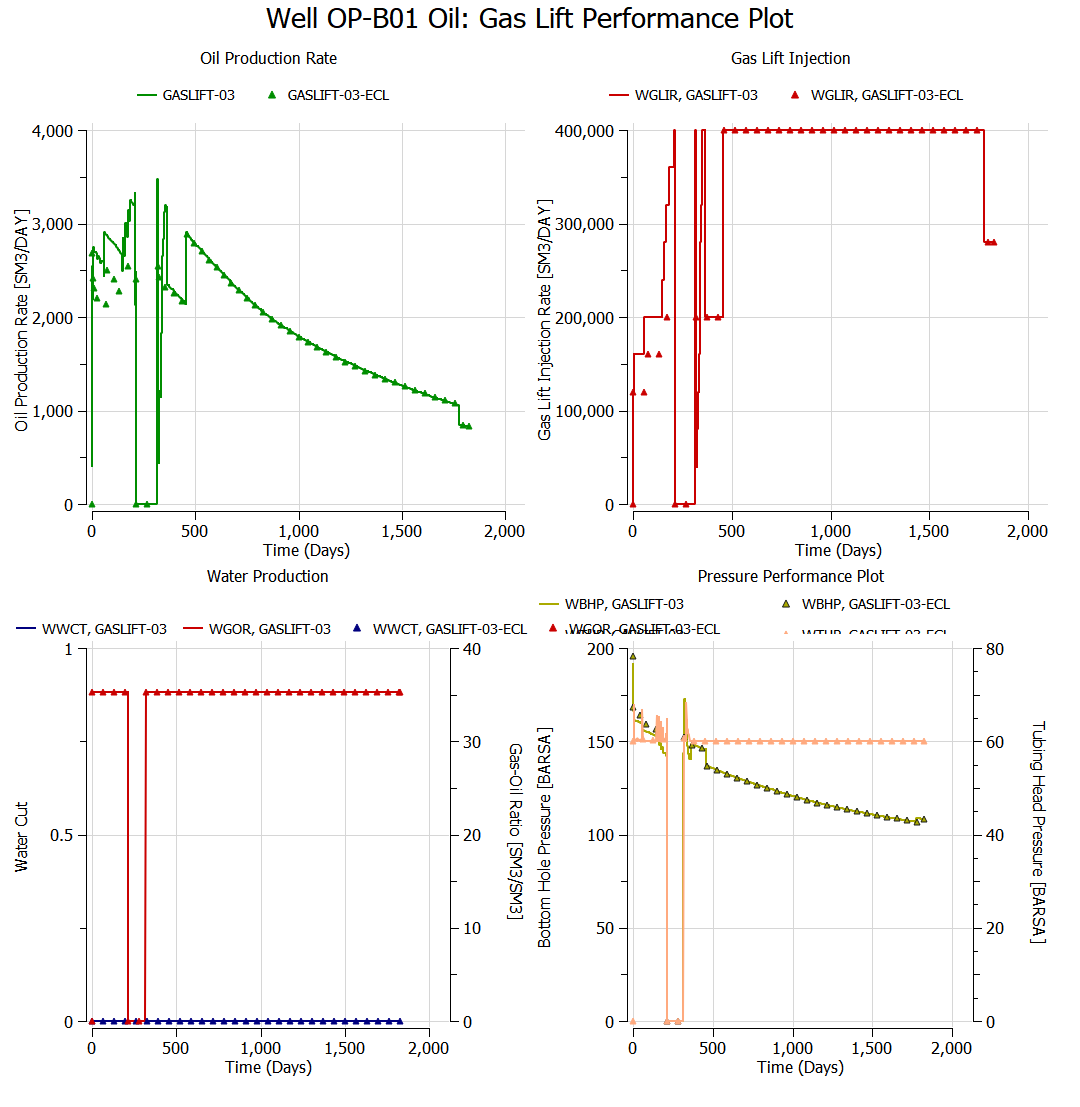 Well OP-B01 Oil: Gas Lift Performance Plot
Oil Production Rate
GASLIFT-03 GASLIFT-03-ECL
4,000
3,000
2,000
1,000
0
Oil Production Rate [SM3/DAY]
0 500 1,000 1,500 2,000
Time (Days)
Gas Lift Injection
WGLIR, GASLIFT-03 WGLIR, GASLIFT-03-ECL
400,000
300,000
200,000
100,000
0
Gas Lift Injection Rate [SM3/DAY]
0 500 1,000 1,500 2,000
Time (Days)
Water Production
WWCT, GASLIFT-03 WGOR, GASLIFT-03 WWCT, GASLIFT-03-ECL WGOR, GASLIFT-03-ECL
1
0.5
0
Water Cut
40
30
20
10
0
Gas-Oil Ratio [SM3/SM3]
0 500 1,000 1,500 2,000
Time (Days)
Pressure Performance Plot
WBHP, GASLIFT-03 WBHP, GASLIFT-03-ECL
200
150
100
50
0
Bottom Hole Pressure [BARSA]
80
60
40
20
0
Tubing Head Pressure [BARSA]
0 500 1,000 1,500 2,000
Time (Days)